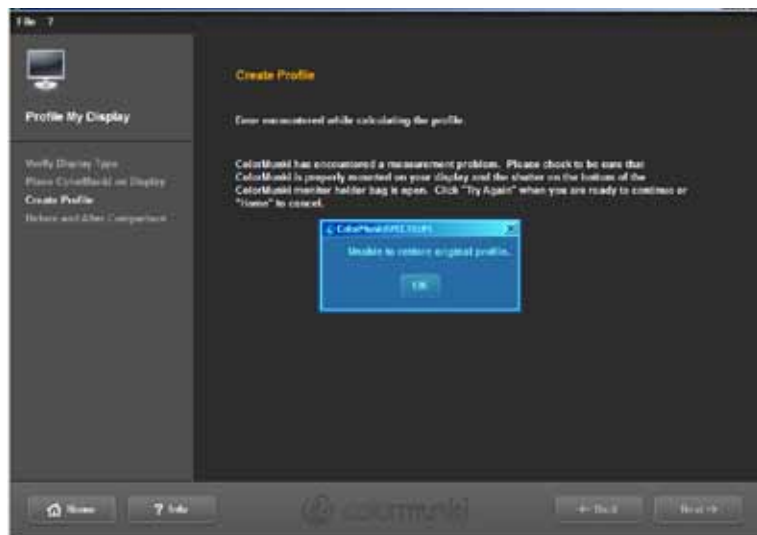 File ?
Create Profile
Profile My Display
Error encountered while calculating the profile.
Verify Display Type
Place ColorMunki on Display
Create Profile
Before and After Comparison
ColorMunki has encountered a measurement problem. Please check to be sure that
ColorMunki is properly mounted on your display and the shutter on the bottom of the
ColorMunki monitor holder bag is open. Click "Try Again" when you are ready to continue or
"Home" to cancel.
Unable to restore original profile.
OK
Home
? Info
colormunki
← Back
Next →